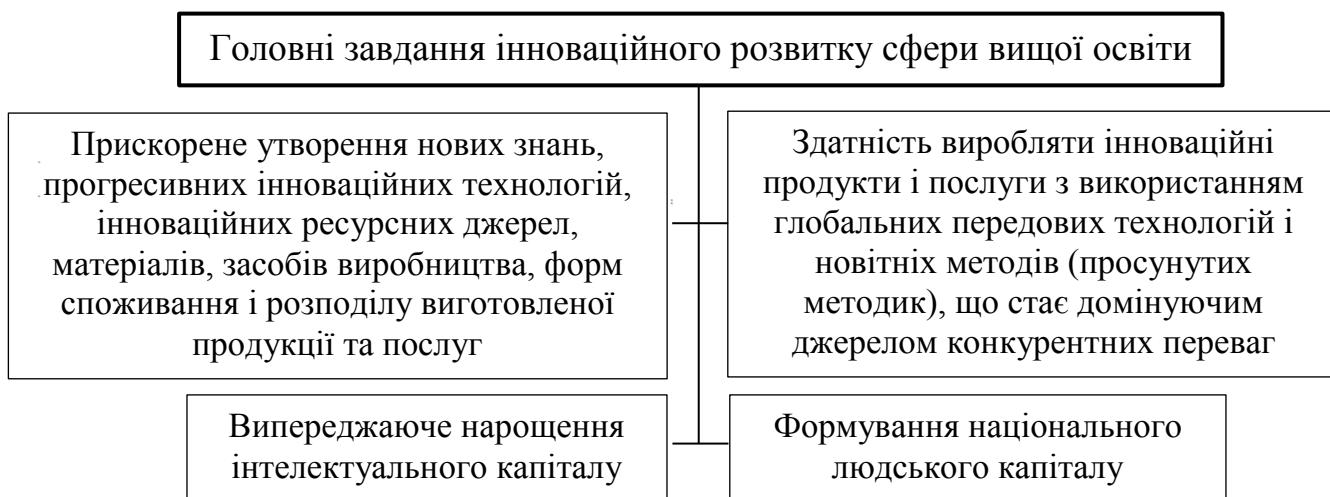 Головні завдання інноваційного розвитку сфери вищої освіти
Прискорене утворення нових знань,
прогресивних інноваційних технологій,
інноваційних ресурсних джерел,
матеріалів, засобів виробництва, форм
споживання і розподілу виготовленої
продукції та послуг
Здатність виробляти інноваційні
продукти і послуги з використанням
глобальних передових технологій і
новітніх методів (просунутих
методик), що стає домінуючим
джерелом конкурентних переваг
Випереджаюче нарощення
інтелектуального капіталу
Формування національного
людського капіталу